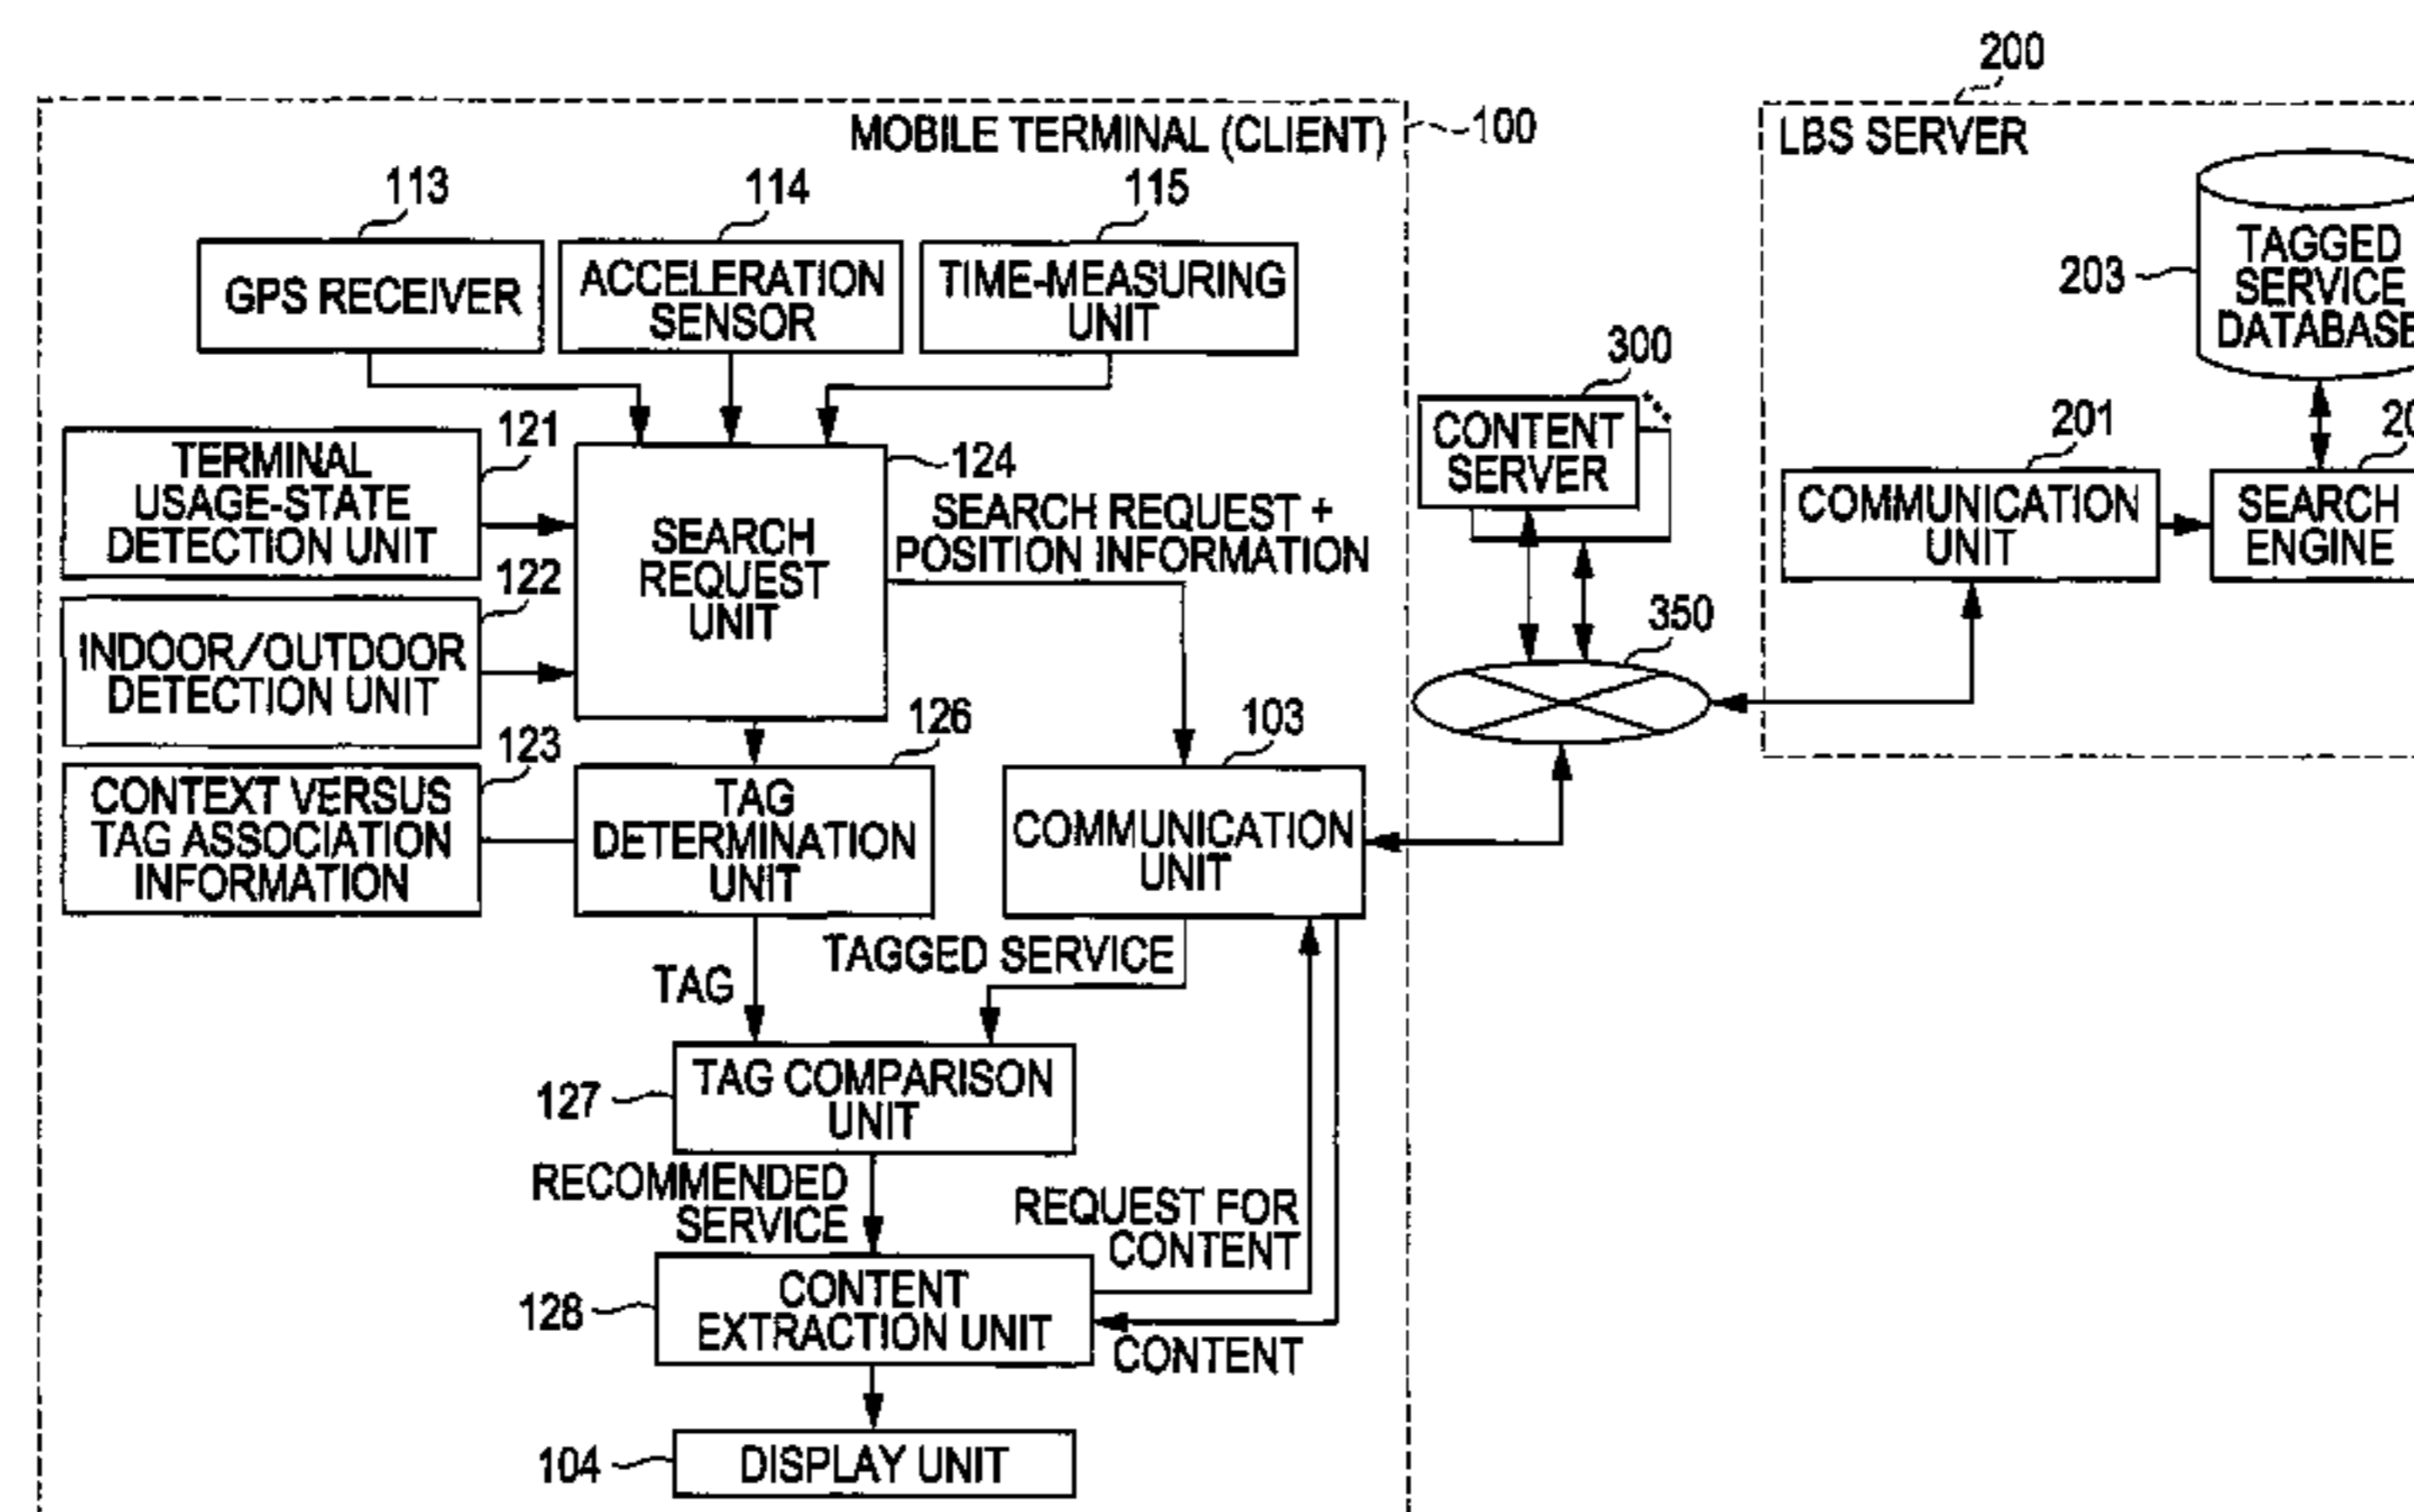 200
MOBILE TERMINAL (CLIENT)
100
LBS SERVER
113
114
115
GPS RECEIVER
ACCELERATION
SENSOR
TIME-MEASURING
UNIT
203
TAGGED
SERVICE
DATABASE
300
CONTENT
SERVER
121
TERMINAL
USAGE-STATE
DETECTION UNIT
124
SEARCH
REQUEST
UNIT
SEARCH REQUEST +
POSITION INFORMATION
201
COMMUNICATION
UNIT
SEARCH
ENGINE
122
INDOOR/OUTDOOR
DETECTION UNIT
350
123
CONTEXT VERSUS
TAG ASSOCIATION
INFORMATION
126
TAG
DETERMINATION
UNIT
103
COMMUNICATION
UNIT
TAG
TAGGED SERVICE
127
TAG COMPARISON
UNIT
RECOMMENDED
SERVICE
REQUEST FOR
CONTENT
128
CONTENT
EXTRACTION UNIT
CONTENT
104
DISPLAY UNIT